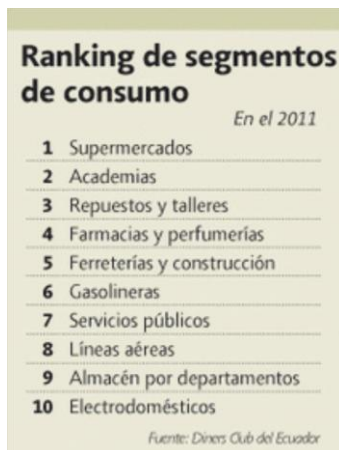 Ranking de segmentos
de consumo
En el 2011
1 Supermercados
2 Academias
3 Repuestos y talleres
4 Farmacias y perfumerías
5 Ferreterías y construcción
6 Gasolineras
7 Servicios públicos
8 Líneas aéreas
9 Almacén por departamentos
10 Electrodomésticos
Fuente: Diners Club del Ecuador